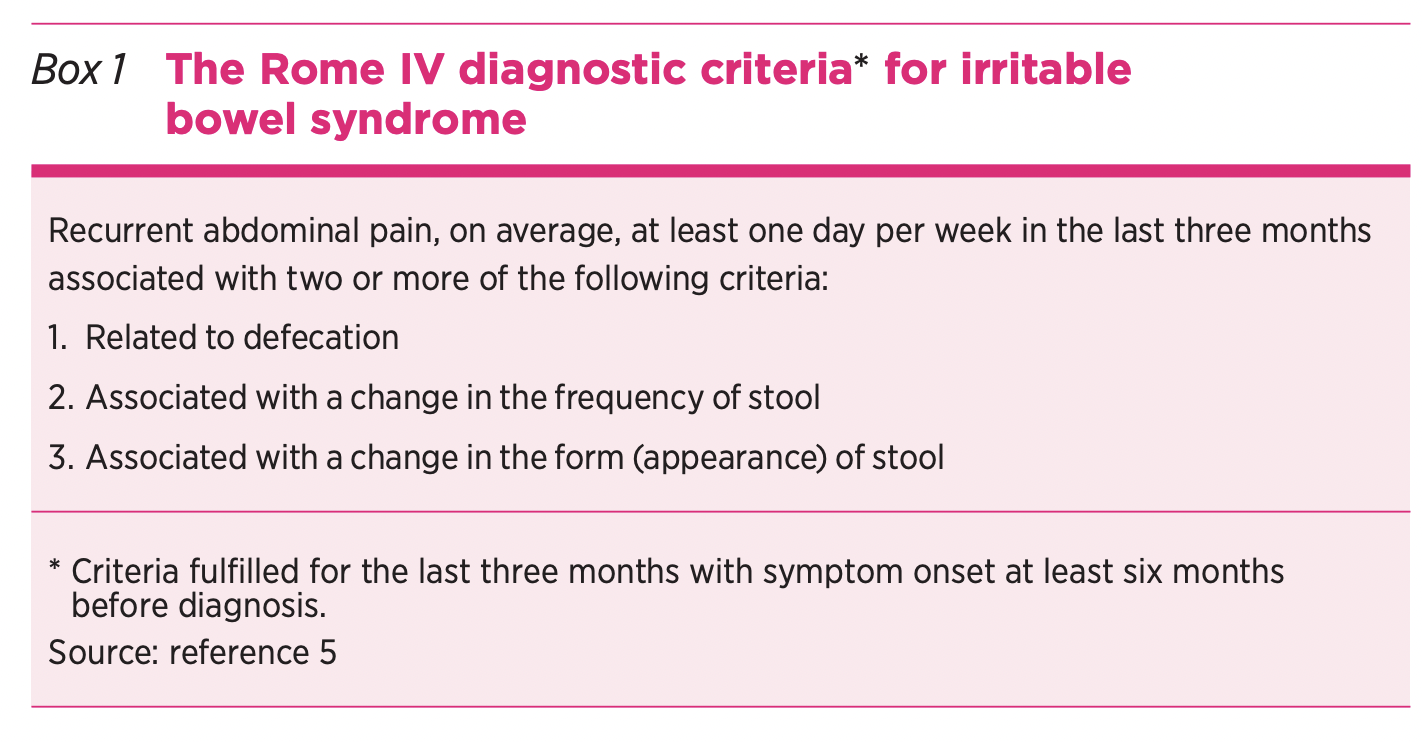 Box 1 The Rome IV diagnostic criteria* for irritable
bowel syndrome
Recurrent abdominal pain, on average, at least one day per week in the last three months
associated with two or more of the following criteria:
1. Related to defecation
2. Associated with a change in the frequency of stool
3. Associated with a change in the form (appearance) of stool
* Criteria fulfilled for the last three months with symptom onset at least six months
before diagnosis.
Source: reference 5